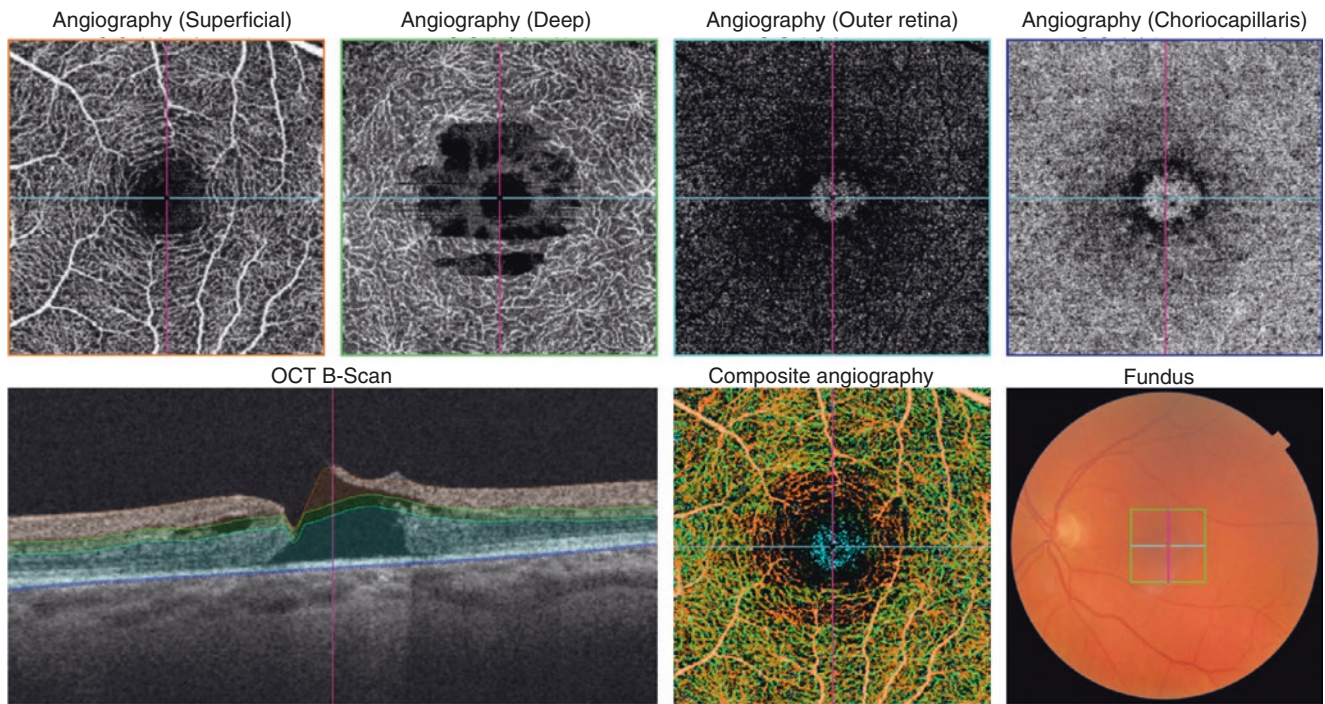 Angiography (Superficial)
Angiography (Deep)
Angiography (Outer retina)
Angiography (Choriocapillaris)
OCT B-Scan
Composite angiography
Fundus